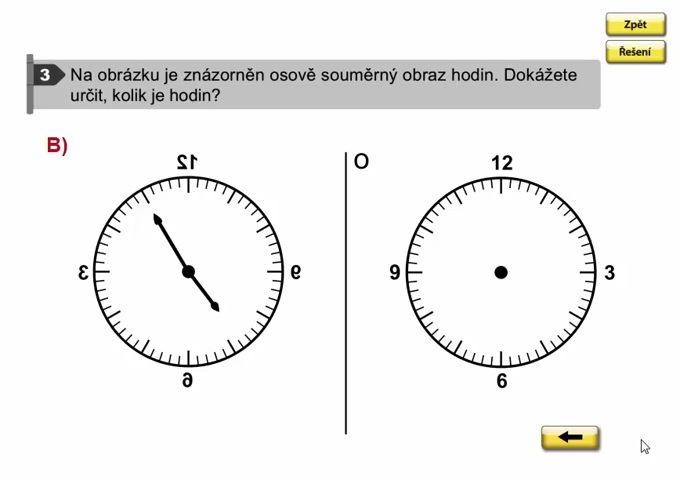 Zpět
Řešení
3 Na obrázku je znázorněn osově souměrný obraz hodin. Dokážete
určit, kolik je hodin?
B)
12
O
12
3
9
9
3
6
6